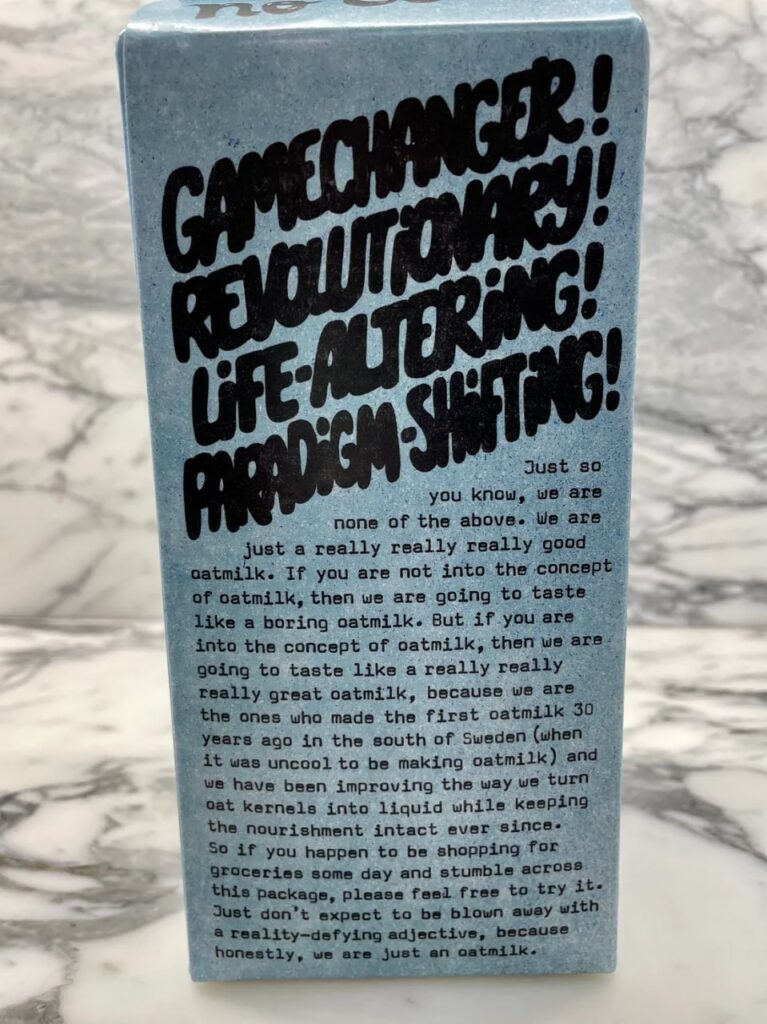 GAMECHANGER!
REVOLUTiONARY!
LiFE-ALTERiNG!
PARADiGM-SHiFTiNG!
Just so
you know, we are
none of the above. We are
just a really really really good
oatmilk. If you are not into the concept
of oatmilk, then we are going to taste
like a boring oatmilk. But if you are
into the concept of oatmilk, then we are
going to taste like a really really
really great oatmilk, because we are
the ones who made the first oatmilk 30
years ago in the south of Sweden (when
it was uncool to be making oatmilk) and
we have been improving the way we turn
oat kernels into liquid while keeping
the nourishment intact ever since.
So if you happen to be shopping for
groceries some day and stumble across
this package, please feel free to try it.
Just don't expect to be blown away with
a reality-defying adjective, because
honestly, we are just an oatmilk.